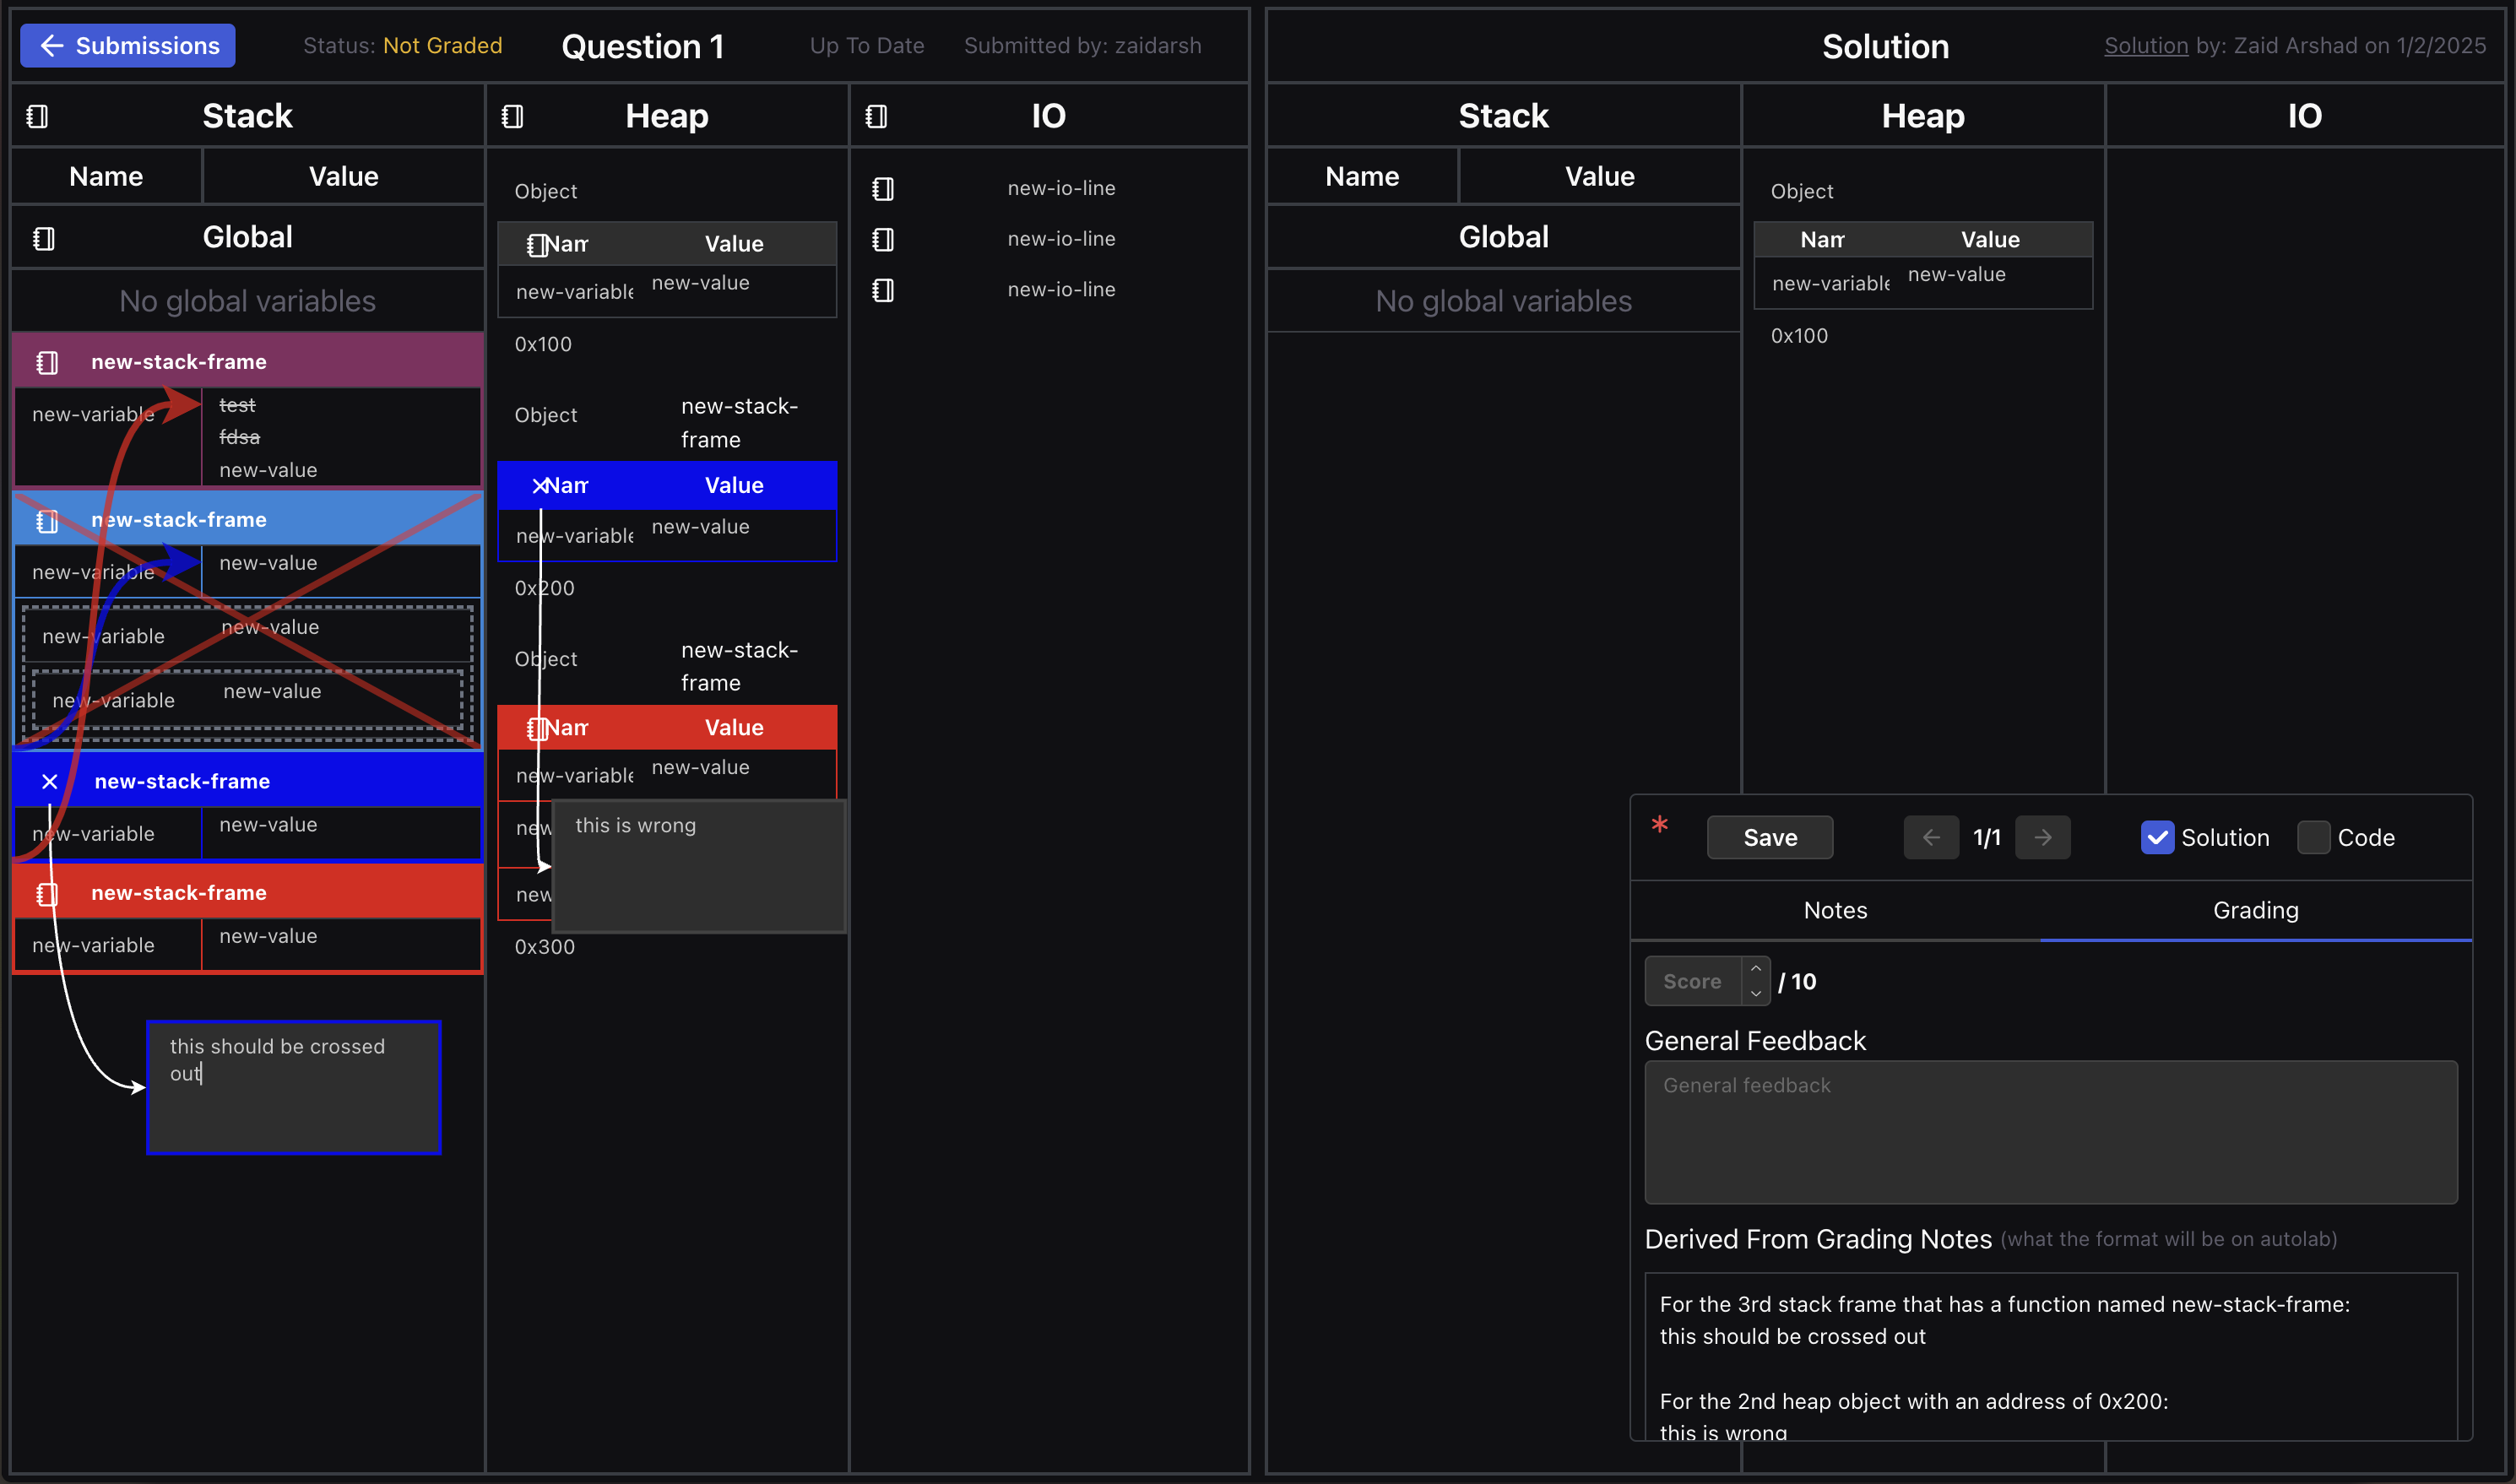 Submissions
Status: Not Graded
Question 1
Up To Date
Submitted by: zaidarsh
Stack
Heap
IO
Name Value
Global
No global variables
new-stack-frame
new-variable test
fdsa
new-value
new-stack-frame
new-variable new-value
new-variable new-value
new-variable new-value
new-stack-frame
new-variable new-value
new-stack-frame
new-variable new-value
this should be crossed
out
Object
Nam Value
new-variable new-value
0x100
Object new-stack-
frame
Nam Value
new-variable new-value
0x200
Object new-stack-
frame
Nam Value
new-variable new-value
new
new
this is wrong
0x300
new-io-line
new-io-line
new-io-line
Solution
Solution by: Zaid Arshad on 1/2/2025
Stack
Heap
IO
Name Value
Global
No global variables
Object
Nam Value
new-variable new-value
0x100
* Save 1/1 Solution Code
Notes Grading
Score / 10
General Feedback
General feedback
Derived From Grading Notes (what the format will be on autolab)
For the 3rd stack frame that has a function named new-stack-frame:
this should be crossed out
For the 2nd heap object with an address of 0x200:
this is wrong